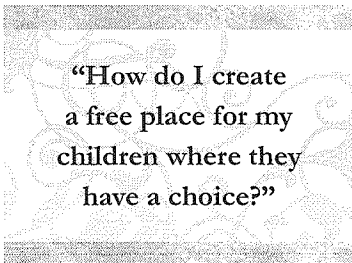 “How do I create
a free place for my
children where they
have a choice?”